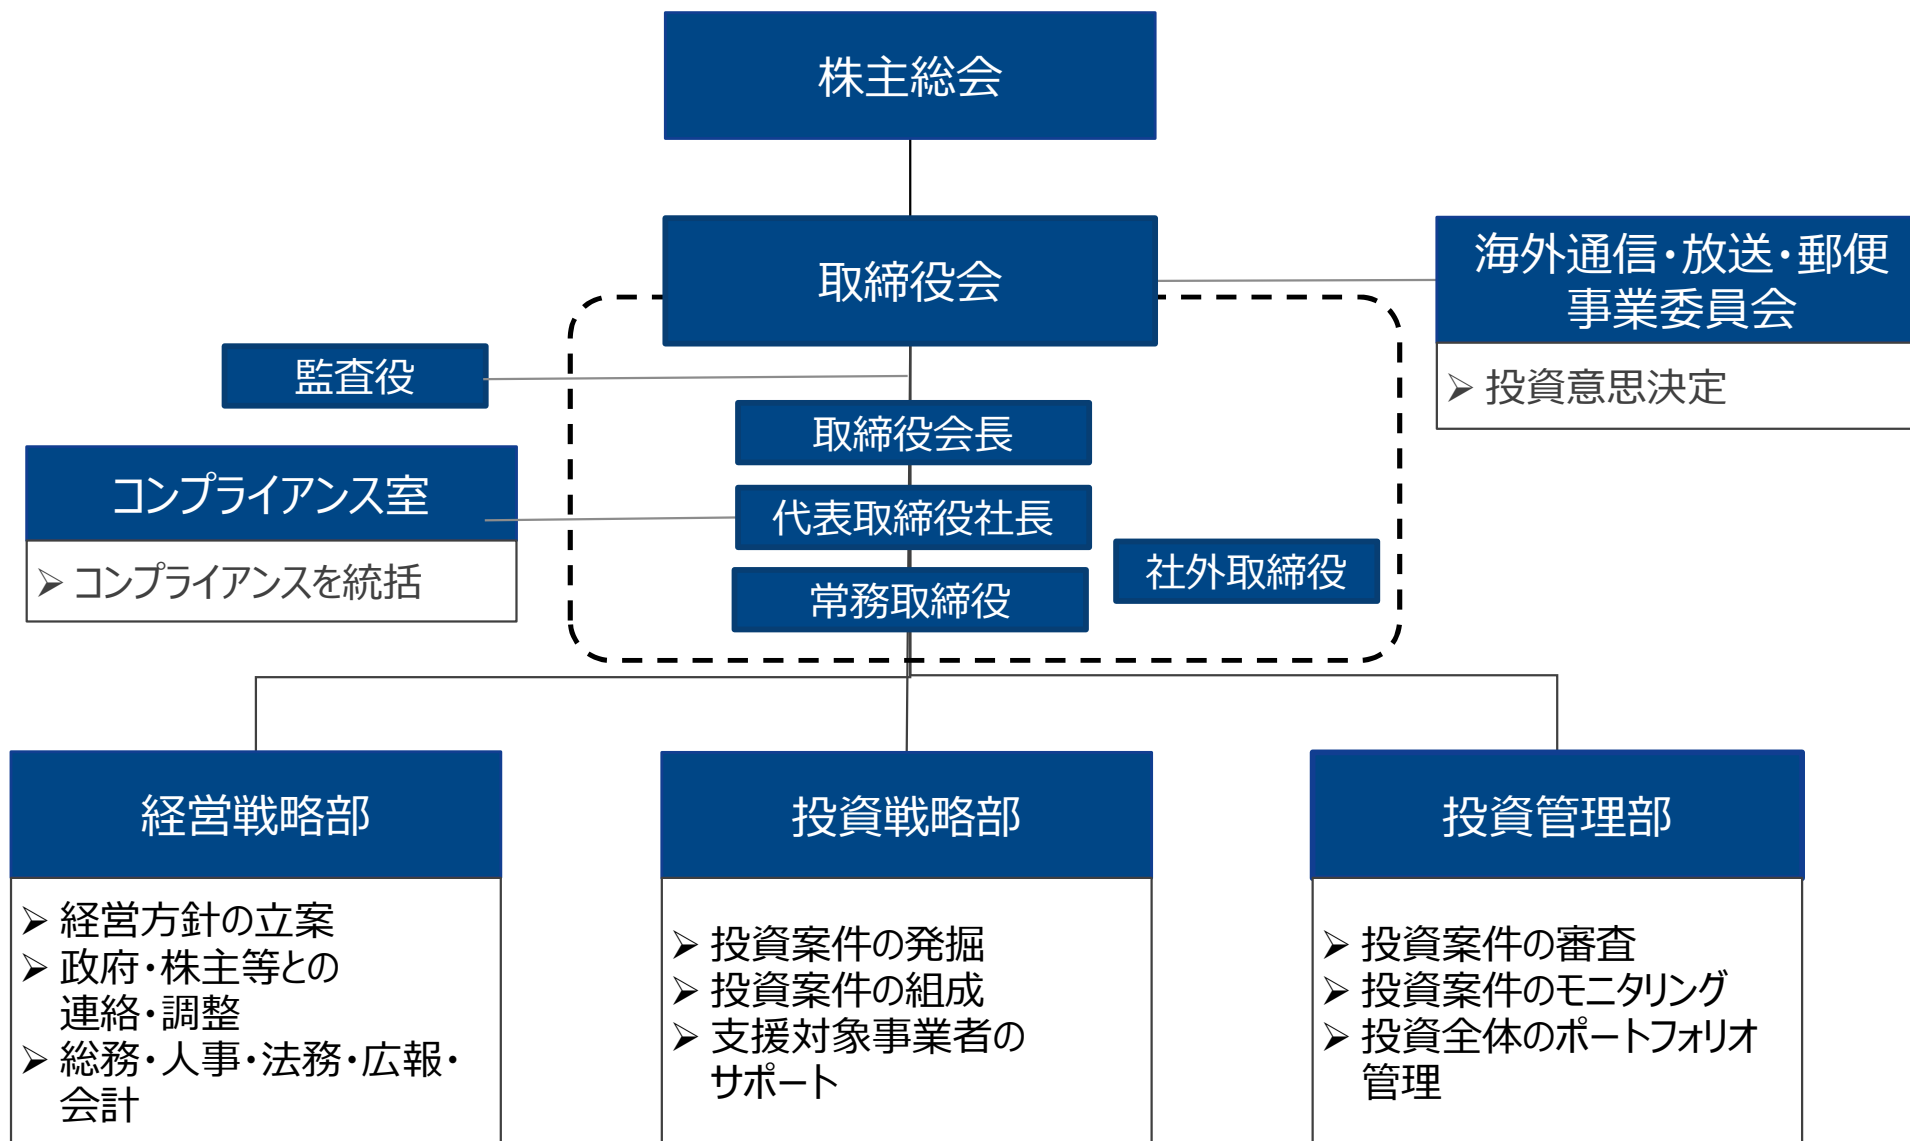 株主総会
取締役会
海外通信・放送・郵便
事業委員会
➢ 投資意思決定
監査役
取締役会長
コンプライアンス室
➢ コンプライアンスを統括
代表取締役社長
社外取締役
常務取締役
経営戦略部
➢ 経営方針の立案
➢ 政府・株主等との
連絡・調整
➢ 総務・人事・法務・広報・
会計
投資戦略部
➢ 投資案件の発掘
➢ 投資案件の組成
➢ 支援対象事業者の
サポート
投資管理部
➢ 投資案件の審査
➢ 投資案件のモニタリング
➢ 投資全体のポートフォリオ
管理